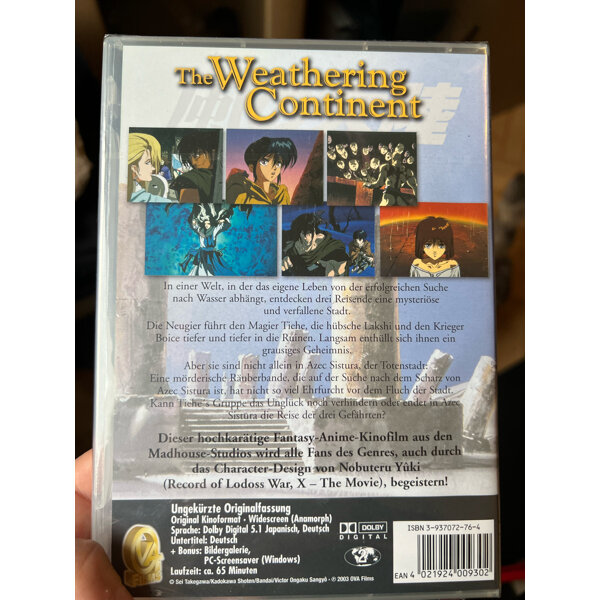 The Weathering
Continent
In einer Welt, in der das eigene Leben von der erfolgreichen Suche
nach Wasser abhängt, entdecken drei Reisende eine mysteriöse
und verfallene Stadt.
Die Neugier führt den Magier Tiehe, die hübsche Lakshi und den Krieger
Boice tiefer und tiefer in die Ruinen. Langsam enthüllt sich ihnen ein
grausiges Geheimnis.
Aber sie sind nicht allein in Azec Sistura, der Totenstadt:
Eine mörderische Räuberbande, die auf der Suche nach dem Schatz von
Azec Sistura ist, hat nicht so viel Ehrfurcht vor dem Fluch der Stadt.
Kann Tiehe´s Gruppe das Unglück noch verhindern oder endet in Azec
Sistura die Reise der drei Gefährten?
Dieser hochkarätige Fantasy-Anime-Kinofilm aus den
Madhouse-Studios wird alle Fans des Genres, auch durch
das Character-Design von Nobuteru Yûki
(Record of Lodoss War, X – The Movie), begeistern!
Ungekürzte Originalfassung
Original Kinoformat - Widescreen (Anamorph)
Sprache: Dolby Digital 5.1 Japanisch, Deutsch
Untertitel: Deutsch
+ Bonus: Bildergalerie,
PC-Screensaver (Windows)
Laufzeit: ca. 65 Minuten
© Sei Takegawa/Kadokawa Shoten/Bandai/Victor Ongaku Sangyô · ℗ 2003 OVA Films
DOLBY
DIGITAL
ISBN 3-937072-76-4
EAN 4 021924 009302